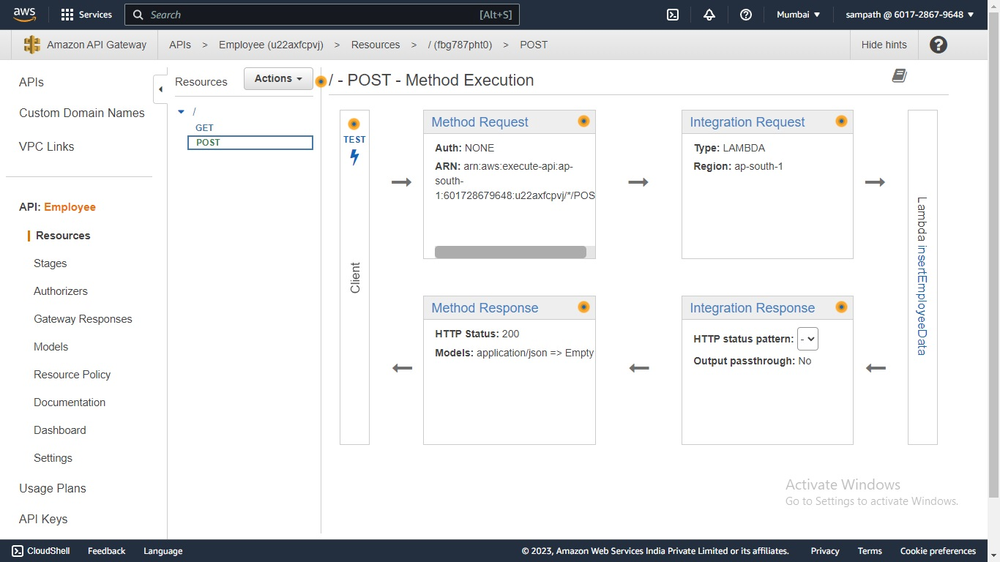 aws
Services
Search
[Alt+S]
Mumbai
sampath @ 6017-2867-9648
Amazon API Gateway
APIs > Employee (u22axfcpvj) > Resources > / (fbg787pht0) > POST
Hide hints
APIs
Custom Domain Names
VPC Links
API: Employee
Resources
Stages
Authorizers
Gateway Responses
Models
Resource Policy
Documentation
Dashboard
Settings
Usage Plans
API Keys
Resources
Actions
/
GET
POST
/ - POST - Method Execution
TEST
Client
Method Request
Auth: NONE
ARN: arn:aws:execute-api:ap-
south-
1:601728679648:u22axfcpvj/*/POS
Integration Request
Type: LAMBDA
Region: ap-south-1
Lambda insertEmployeeData
Method Response
HTTP Status: 200
Models: application/json => Empty
Integration Response
HTTP status pattern: -
Output passthrough: No
Activate Windows
Go to Settings to activate Windows.
CloudShell
Feedback
Language
© 2023, Amazon Web Services India Private Limited or its affiliates.
Privacy
Terms
Cookie preferences